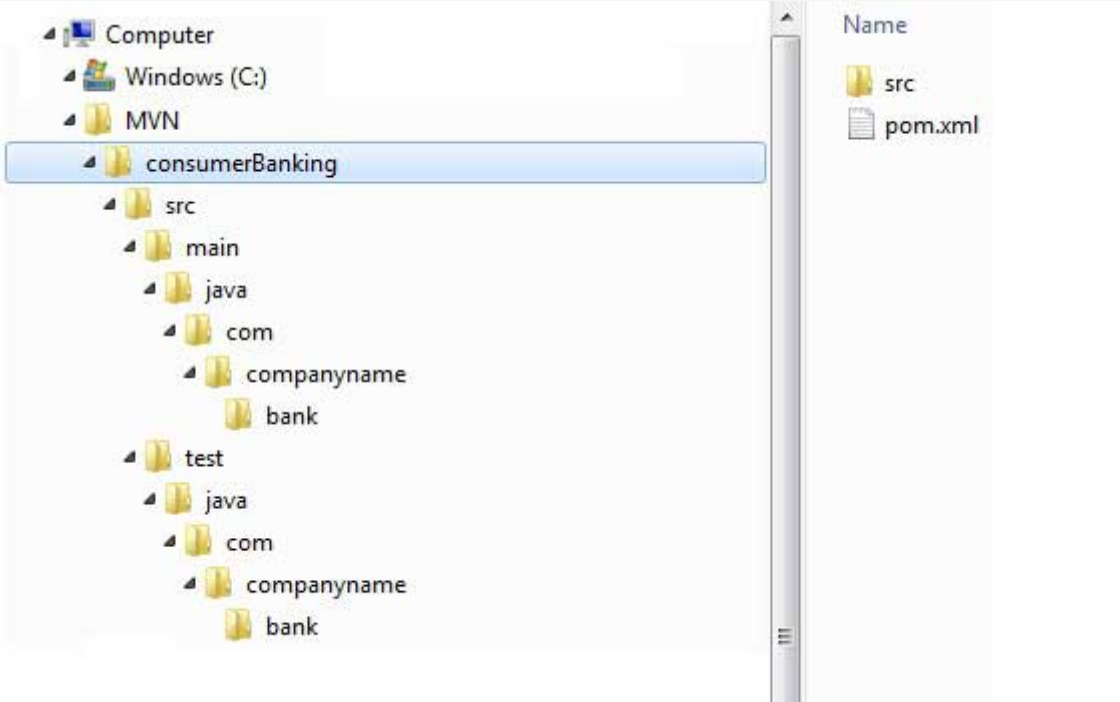 Computer
Windows (C:)
MVN
consumerBanking
src
main
java
com
companyname
bank
test
java
com
companyname
bank
Name
src
pom.xml